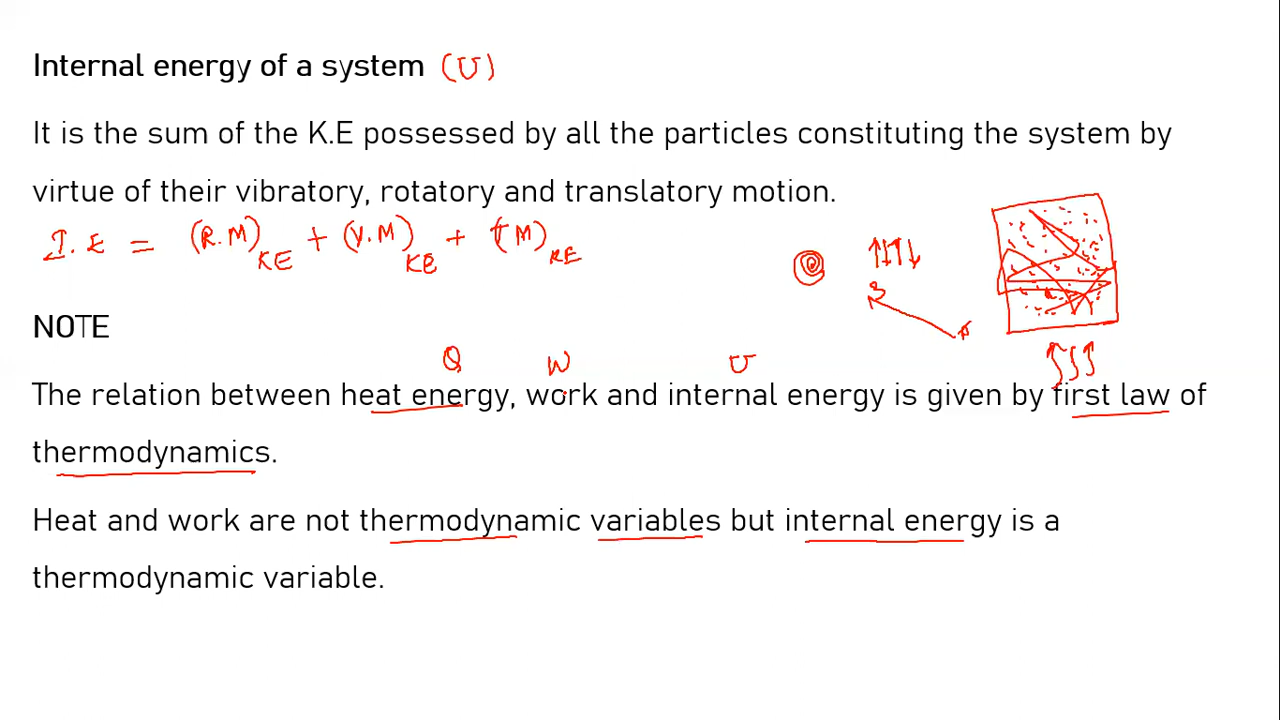 Internal energy of a system (U)
It is the sum of the K.E possessed by all the particles constituting the system by
virtue of their vibratory, rotatory and translatory motion.
I.E = (R.M)KE + (V.M)KE + (T M)KE
NOTE
Q W U
The relation between heat energy, work and internal energy is given by first law of
thermodynamics.
Heat and work are not thermodynamic variables but internal energy is a
thermodynamic variable.